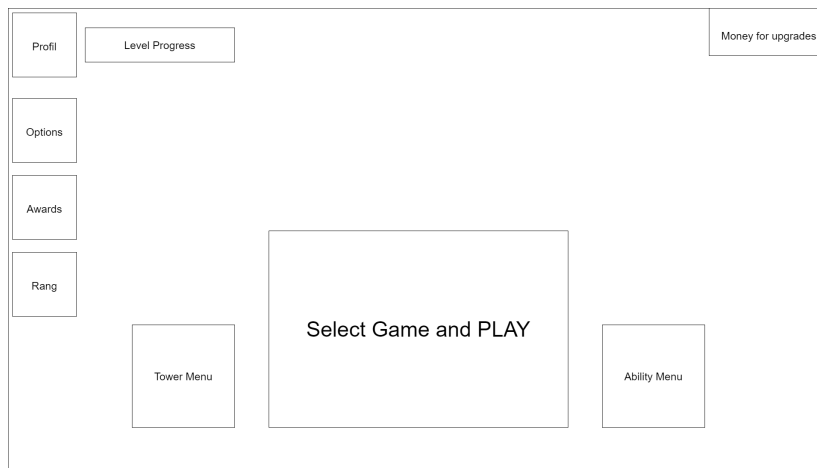 Profil
Level Progress
Money for upgrades
Options
Awards
Rang
Select Game and PLAY
Tower Menu
Ability Menu